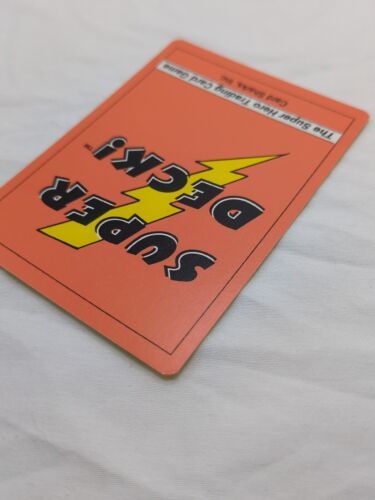 SUPER
DECK!™
The Super Hero Trading Card Game
Card Sharks, Inc.